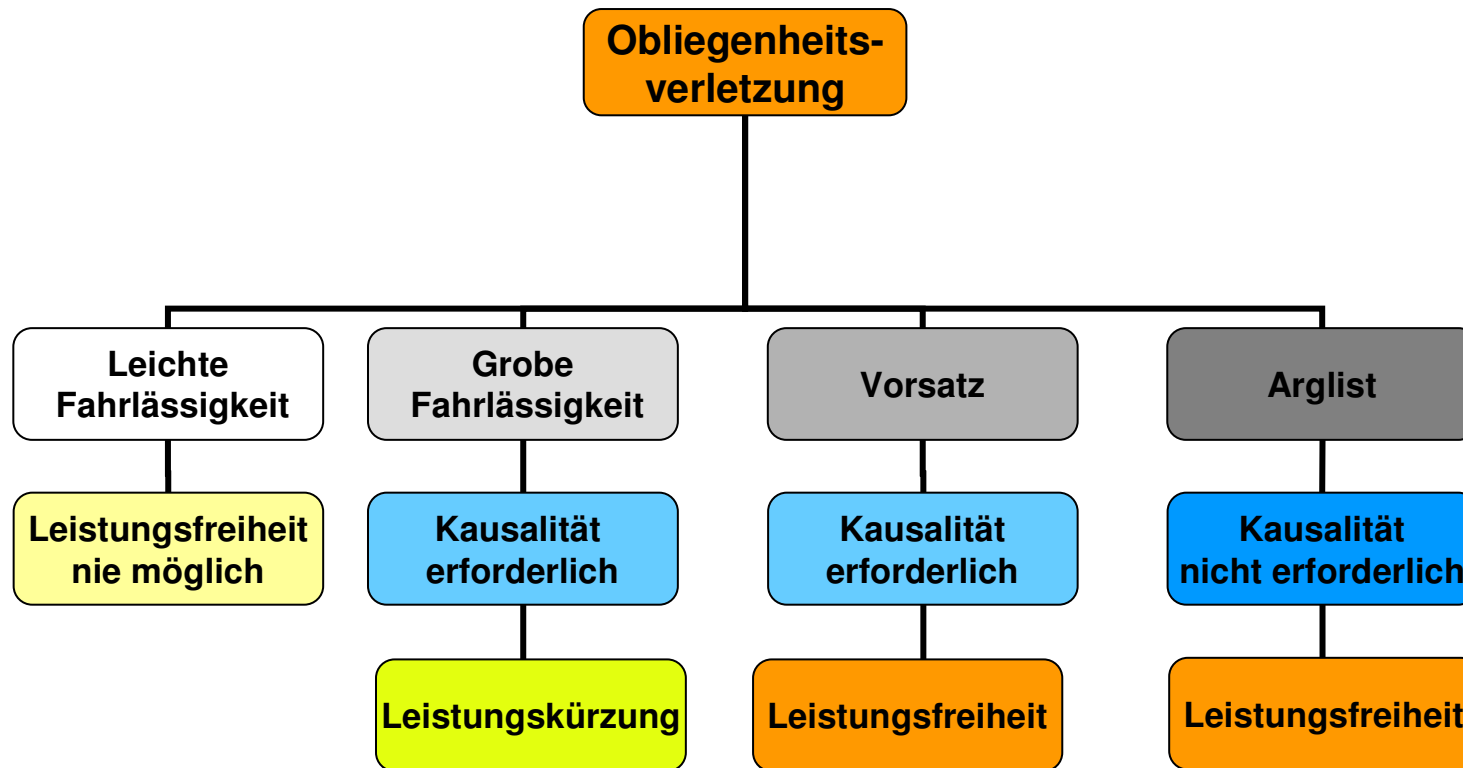 Obliegenheits-
verletzung
Leichte
Fahrlässigkeit
Grobe
Fahrlässigkeit
Vorsatz
Arglist
Leistungsfreiheit
nie möglich
Kausalität
erforderlich
Kausalität
erforderlich
Kausalität
nicht erforderlich
Leistungskürzung
Leistungsfreiheit
Leistungsfreiheit